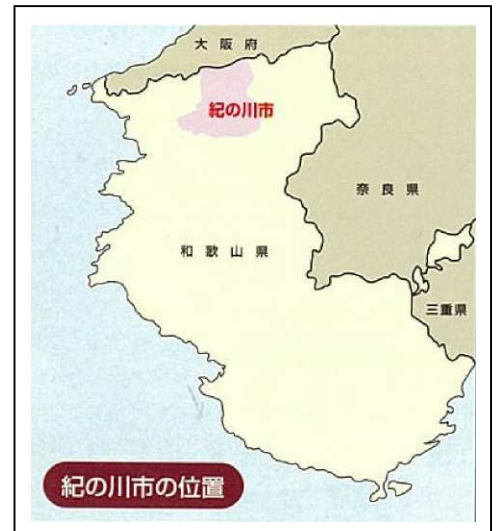 大阪府
紀の川市
奈良県
和歌山県
三重県
紀の川市の位置